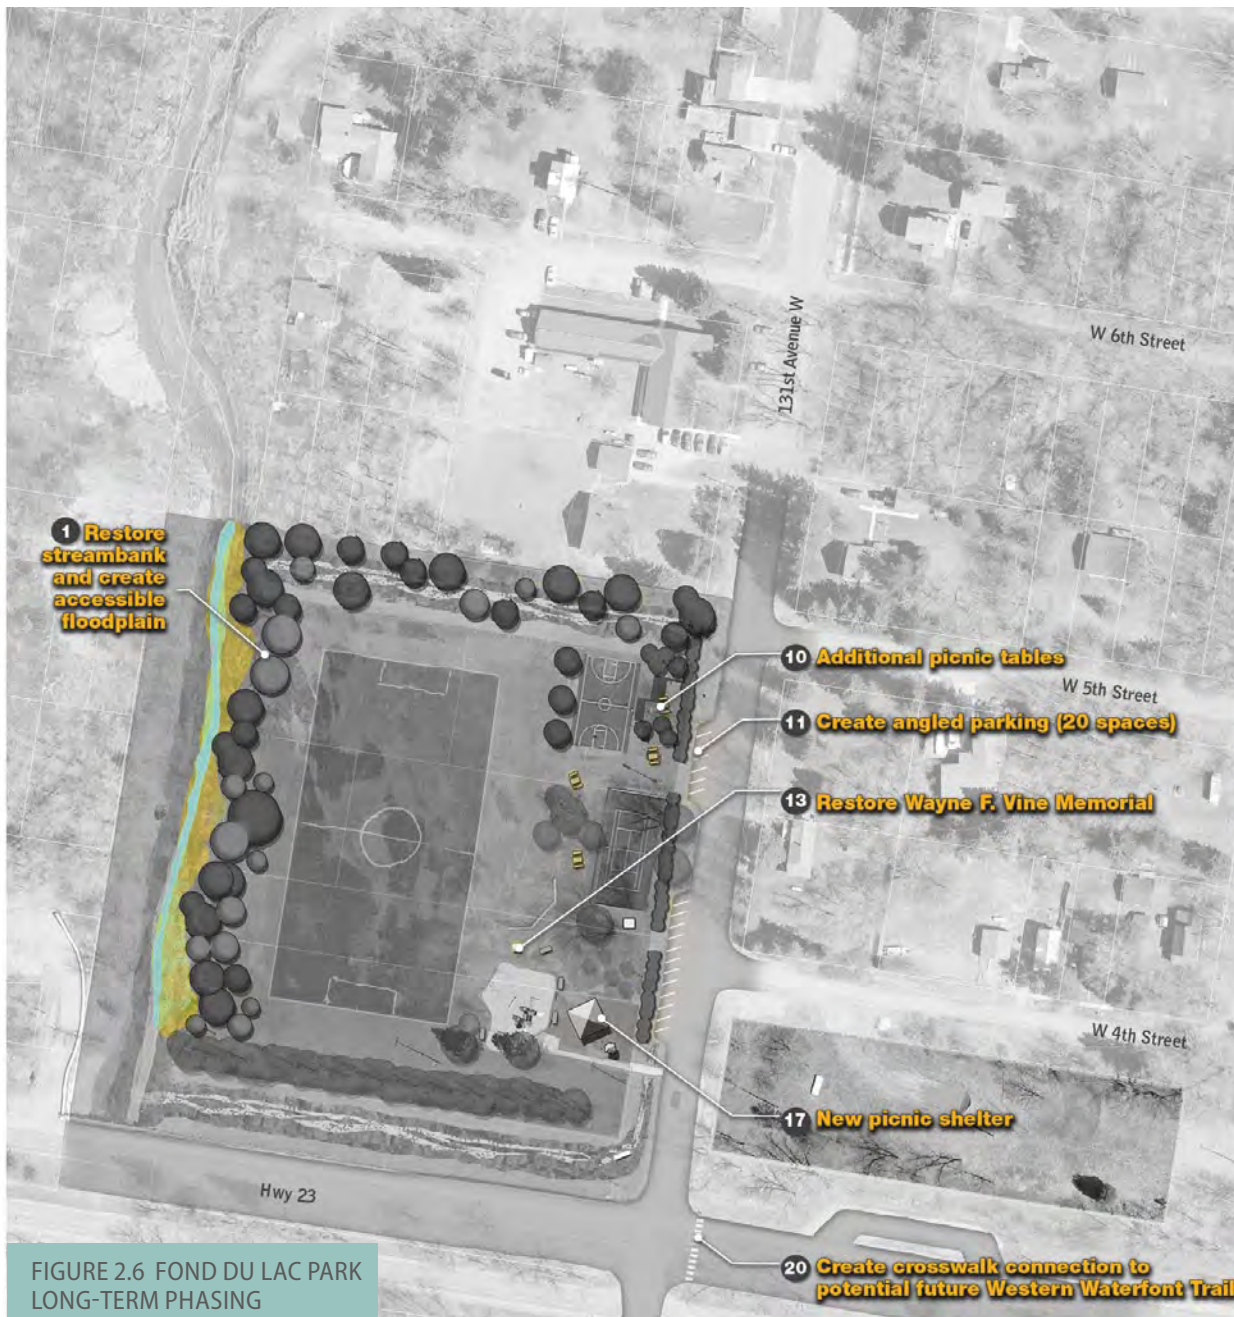 W 6th Street
131st Avenue W
1 Restore
streambank
and create
accessible
floodplain
10 Additional picnic tables
W 5th Street
11 Create angled parking (20 spaces)
13 Restore Wayne F. Vine Memorial
W 4th Street
17 New picnic shelter
Hwy 23
20 Create crosswalk connection to
potential future Western Waterfont Trail
FIGURE 2.6 FOND DU LAC PARK
LONG-TERM PHASING